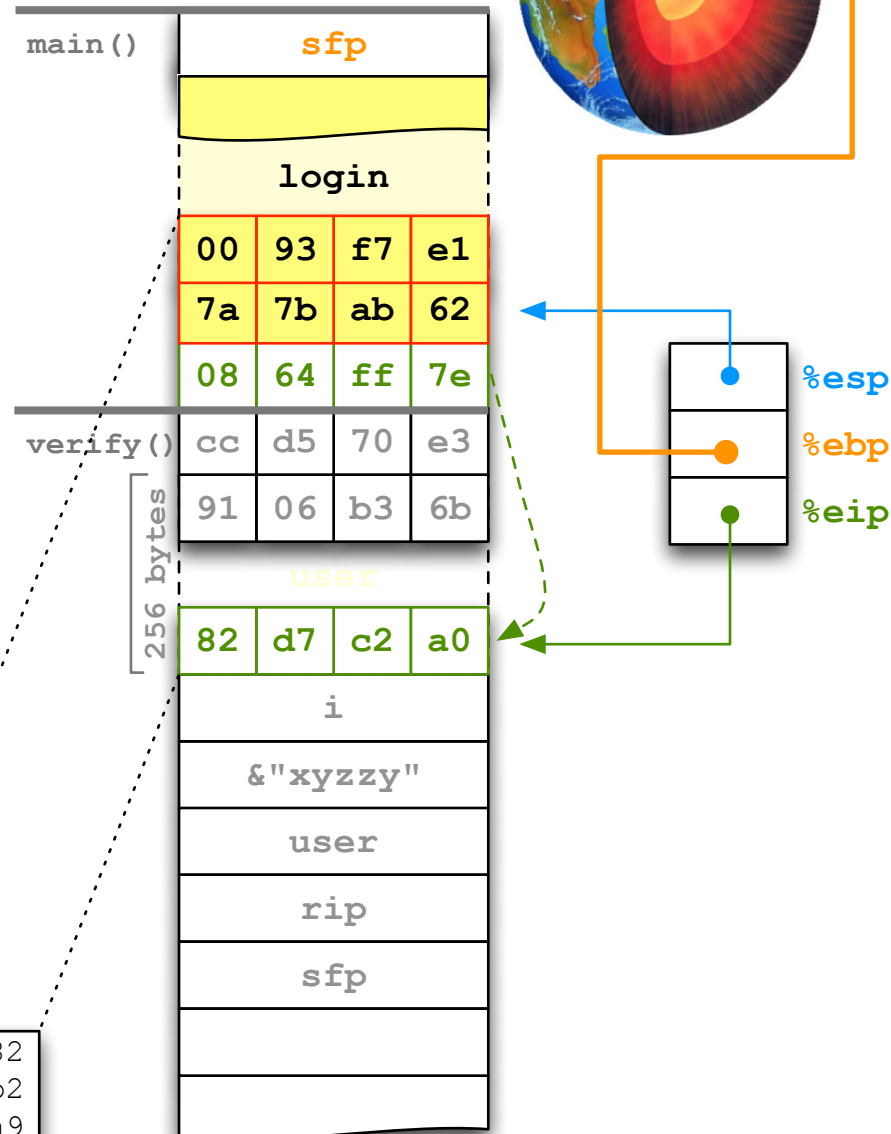 main()
sfp
login
00 93 f7 e1
7a 7b ab 62
08 64 ff 7e
%esp
verify() cc d5 70 e3
%ebp
91 06 b3 6b
%eip
256 bytes
user
82 d7 c2 a0
i
&"xyzzy"
user
rip
sfp